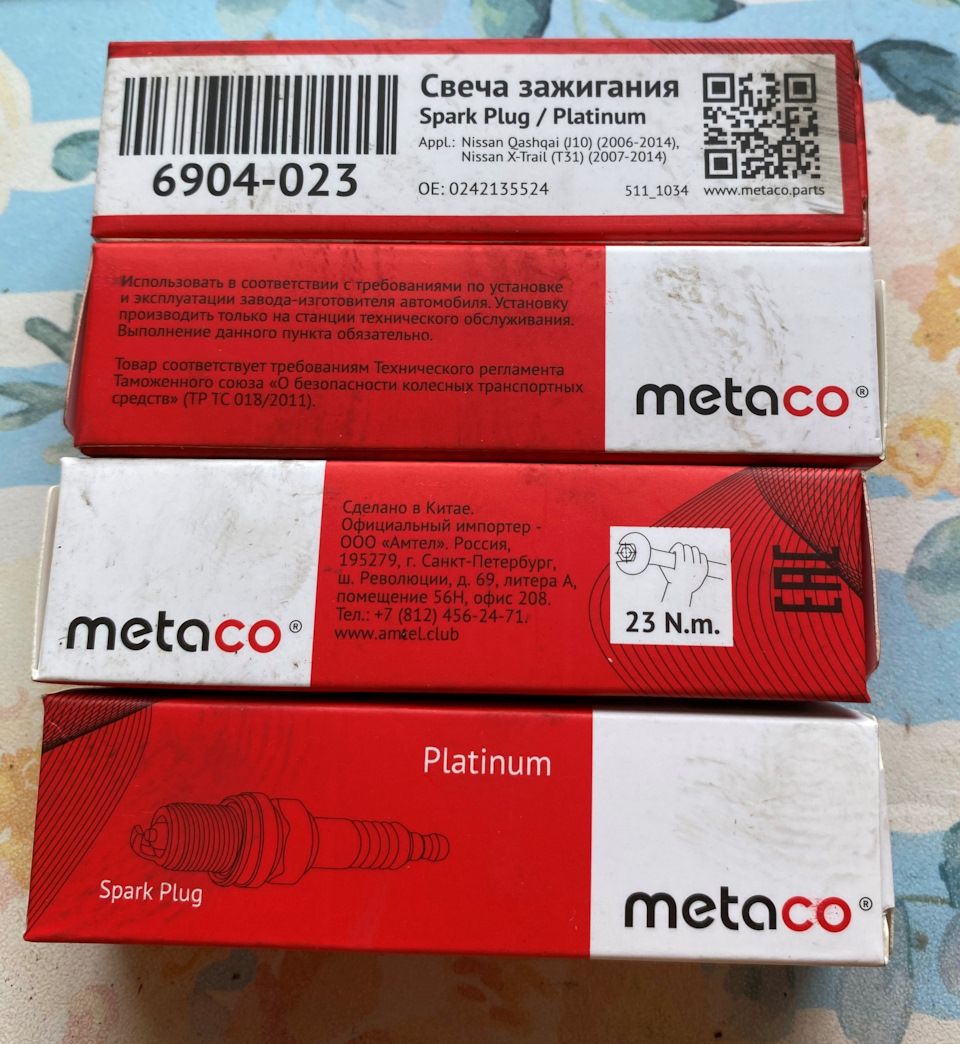 Свеча зажигания
Spark Plug / Platinum
Appl.: Nissan Qashqai (J10) (2006-2014),
Nissan X-Trail (T31) (2007-2014)
6904-023
OE: 0242135524
511_1034
www.metaco.parts
Использовать в соответствии с требованиями по установке
и эксплуатации завода-изготовителя автомобиля. Установку
производить только на станции технического обслуживания.
Выполнение данного пункта обязательно.
Товар соответствует требованиям Технического регламента
Таможенного союза «О безопасности колесных транспортных
средств» (ТР ТС 018/2011).
metaco®
metaco®
Сделано в Китае.
Официальный импортер -
ООО «Амтел». Россия,
195279, г. Санкт-Петербург,
ш. Революции, д. 69, литера А,
помещение 56Н, офис 208.
Тел.: +7 (812) 456-24-71.
www.amtel.club
23 N.m.
EAC
Platinum
Spark Plug
metaco®